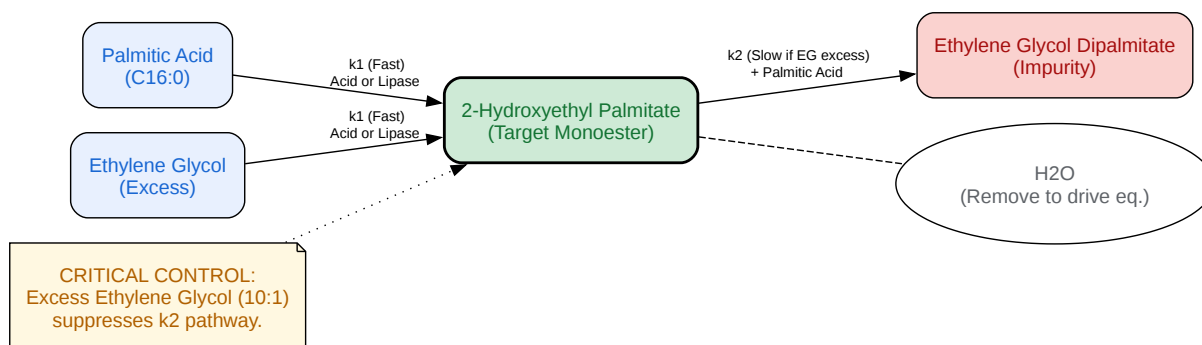 Palmitic Acid
(C16:0)
k1 (Fast)
Acid or Lipase
k2 (Slow if EG excess)
+ Palmitic Acid
Ethylene Glycol Dipalmitate
(Impurity)
2-Hydroxyethyl Palmitate
(Target Monoester)
k1 (Fast)
Acid or Lipase
Ethylene Glycol
(Excess)
H2O
(Remove to drive eq.)
CRITICAL CONTROL:
Excess Ethylene Glycol (10:1)
suppresses k2 pathway.